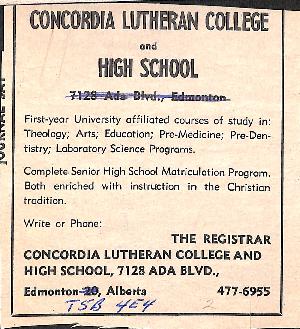 CONCORDIA LUTHERAN COLLEGE
and
HIGH SCHOOL
7128 Ada Blvd., Edmonton
First-year University affiliated courses of study in:
Theology; Arts; Education; Pre-Medicine; Pre-Den-
tistry; Laboratory Science Programs.
Complete Senior High School Matriculation Program.
Both enriched with instruction in the Christian
tradition.
Write or Phone:
THE REGISTRAR
CONCORDIA LUTHERAN COLLEGE AND
HIGH SCHOOL, 7128 ADA BLVD.,
Edmonton 20, Alberta 477-6955
T5B 4E4
2